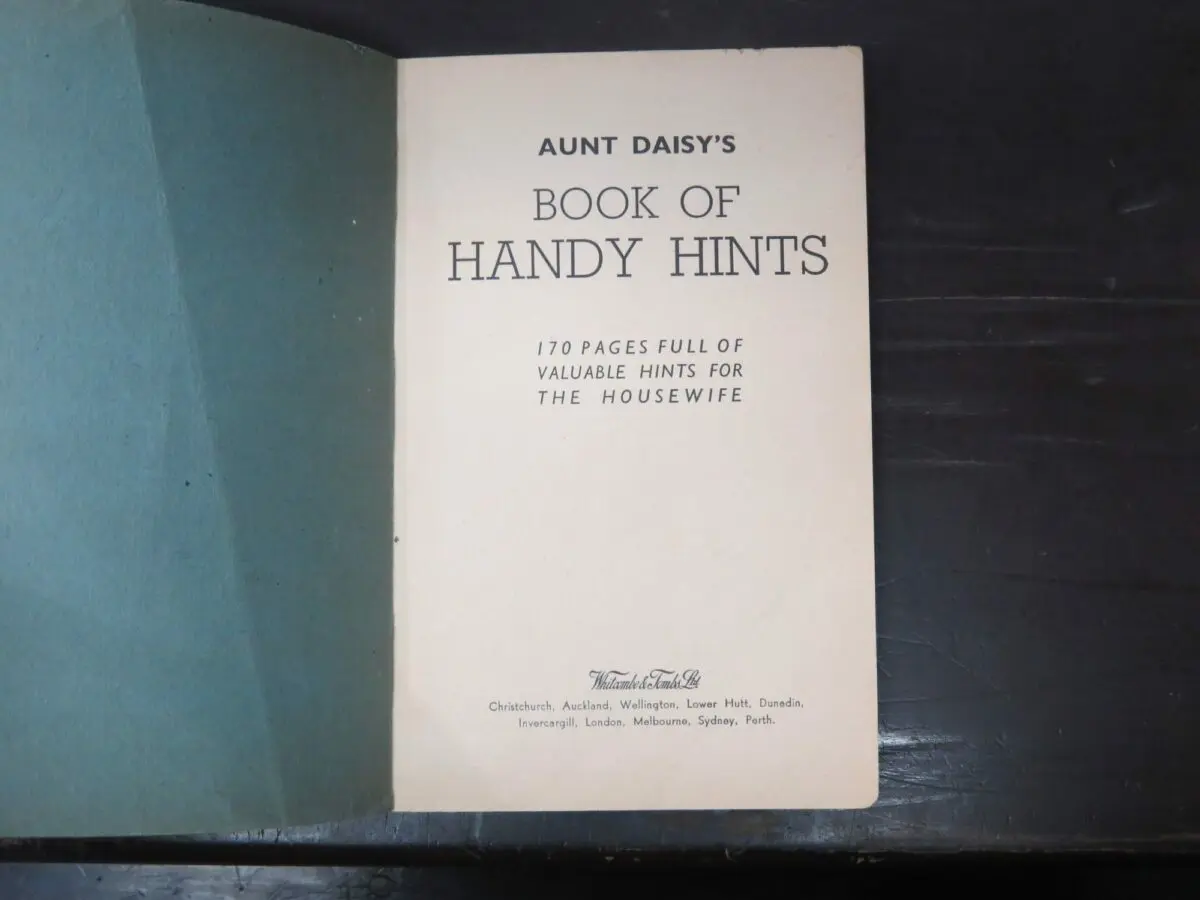 AUNT DAISY'S
BOOK OF
HANDY HINTS
170 PAGES FULL OF
VALUABLE HINTS FOR
THE HOUSEWIFE
Whitcombe & Tombs Ltd
Christchurch, Auckland, Wellington, Lower Hutt, Dunedin,
Invercargill, London, Melbourne, Sydney, Perth.